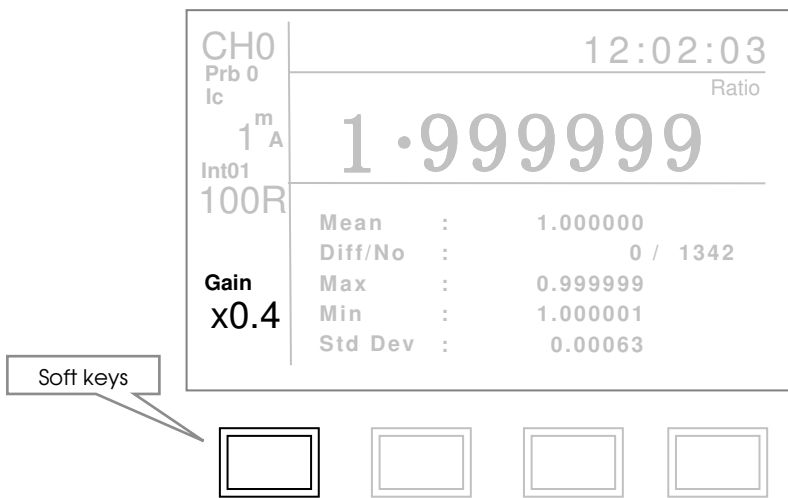 CH0
12:02:03
Prb 0
Ic
Ratio
1 m A
1·999999
Int01
100R
Mean : 1.000000
Diff/No : 0 / 1342
Gain
Max : 0.999999
x0.4
Min : 1.000001
Std Dev : 0.00063
Soft keys